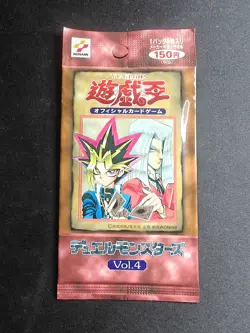 KONAMI
1パック5枚入り
150円
遊戯王
オフィシャルカードゲーム
デュエルモンスターズ
Vol.4